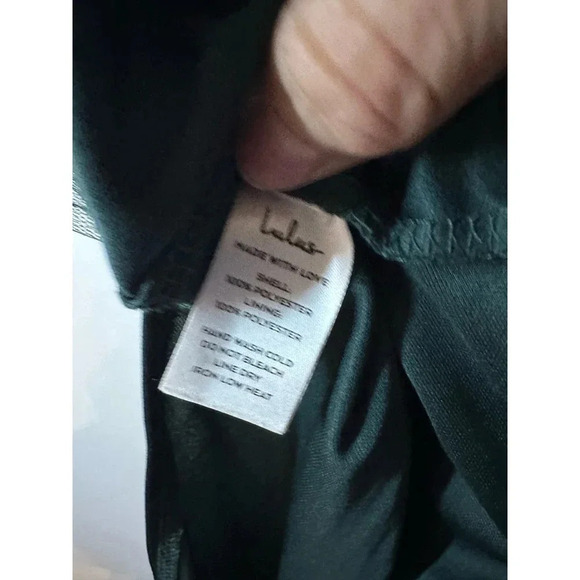 Lulus
MADE WITH LOVE
SHELL:
100% POLYESTER
LINING:
100% POLYESTER
HAND WASH COLD
DO NOT BLEACH
LINE DRY
IRON LOW HEAT